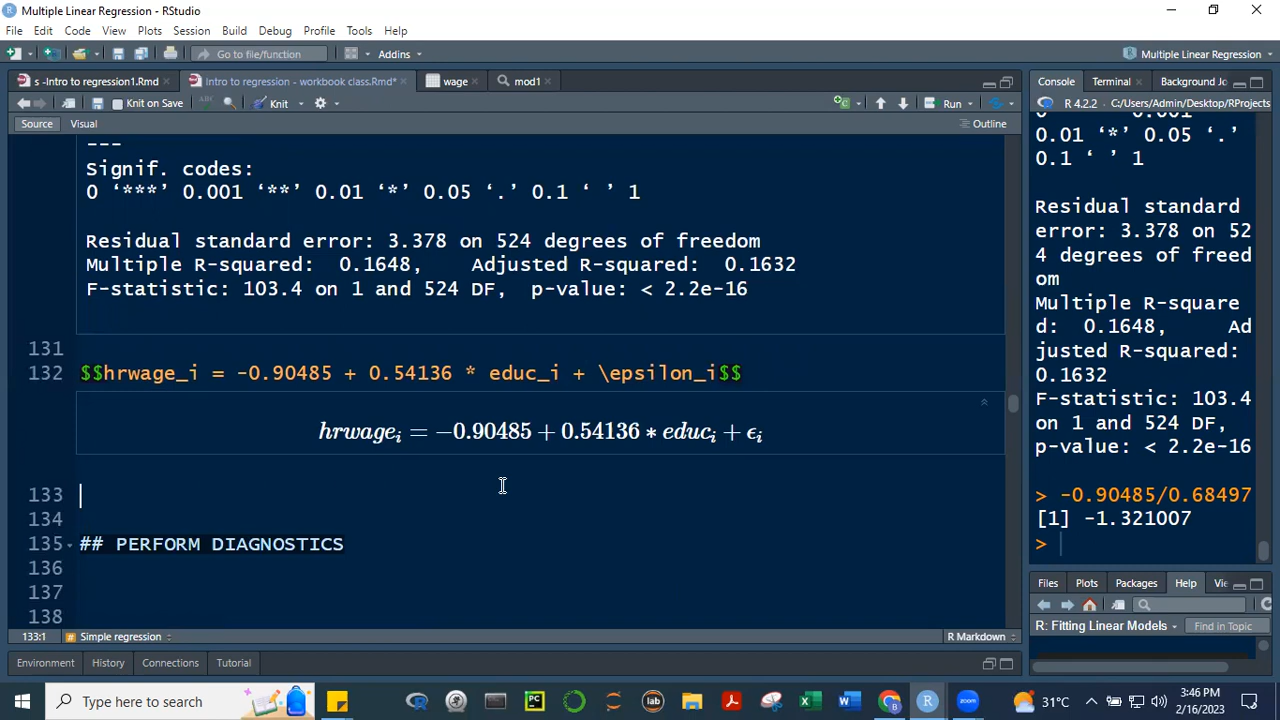 Multiple Linear Regression - RStudio
File Edit Code View Plots Session Build Debug Profile Tools Help
Go to file/function Addins Multiple Linear Regression
s -Intro to regression1.Rmd Intro to regression - workbook class.Rmd* wage mod1
Knit on Save Knit Run
Source Visual Outline
---
Signif. codes:
0 ‘***’ 0.001 ‘**’ 0.01 ‘*’ 0.05 ‘.’ 0.1 ‘ ’ 1
Residual standard error: 3.378 on 524 degrees of freedom
Multiple R-squared: 0.1648, Adjusted R-squared: 0.1632
F-statistic: 103.4 on 1 and 524 DF, p-value: < 2.2e-16
131
132 $$hrwage_i = -0.90485 + 0.54136 * educ_i + \epsilon_i$$
hrwageᵢ = −0.90485 + 0.54136 ∗ educᵢ + ϵᵢ
133
134
135 ## PERFORM DIAGNOSTICS
136
137
138
133:1 # Simple regression R Markdown
Environment History Connections Tutorial
Console Terminal Background Jo
R 4.2.2 C:/Users/Admin/Desktop/RProjects
0.01 ‘*’ 0.05 ‘.’
0.1 ‘ ’ 1
Residual standard
error: 3.378 on 52
4 degrees of freed
om
Multiple R-square
d: 0.1648, Ad
justed R-squared:
0.1632
F-statistic: 103.4
on 1 and 524 DF,
p-value: < 2.2e-16
> -0.90485/0.68497
[1] -1.321007
>
Files Plots Packages Help Vie
R: Fitting Linear Models Find in Topic
Type here to search
PC
lab
zoom
31°C
3:46 PM
2/16/2023